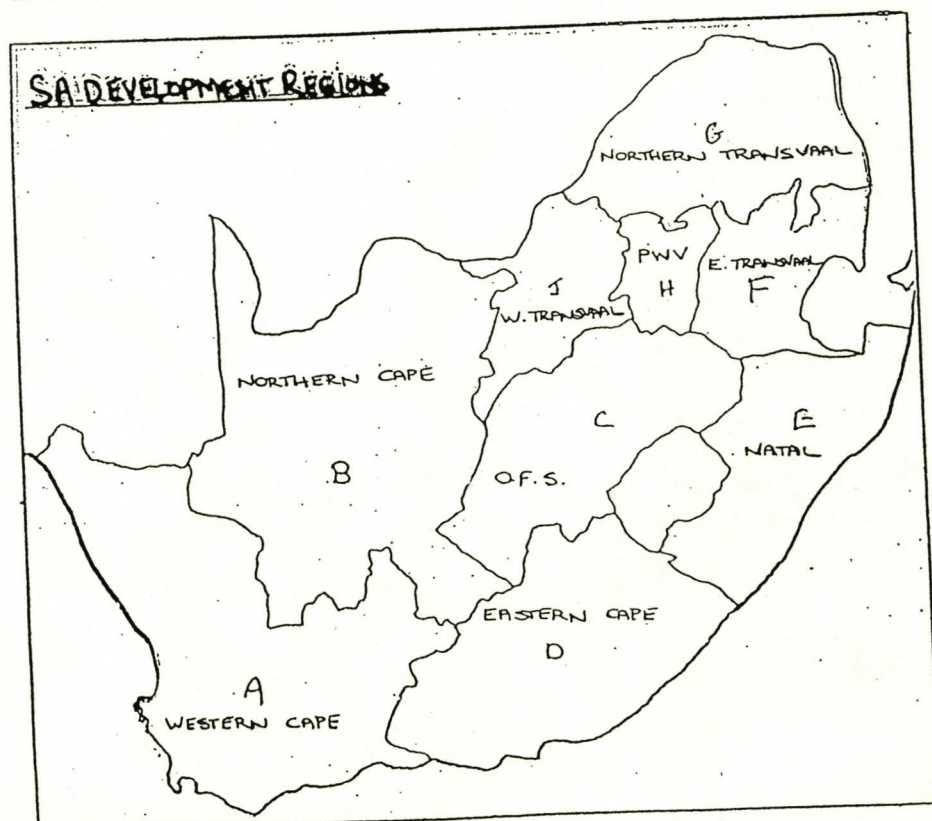 SA DEVELOPMENT REGIONS
G
NORTHERN TRANSVAAL
PWV
H
E. TRANSVAAL
F
J
W. TRANSVAAL
NORTHERN CAPE
B
C
O.F.S.
E
NATAL
EASTERN CAPE
D
A
WESTERN CAPE